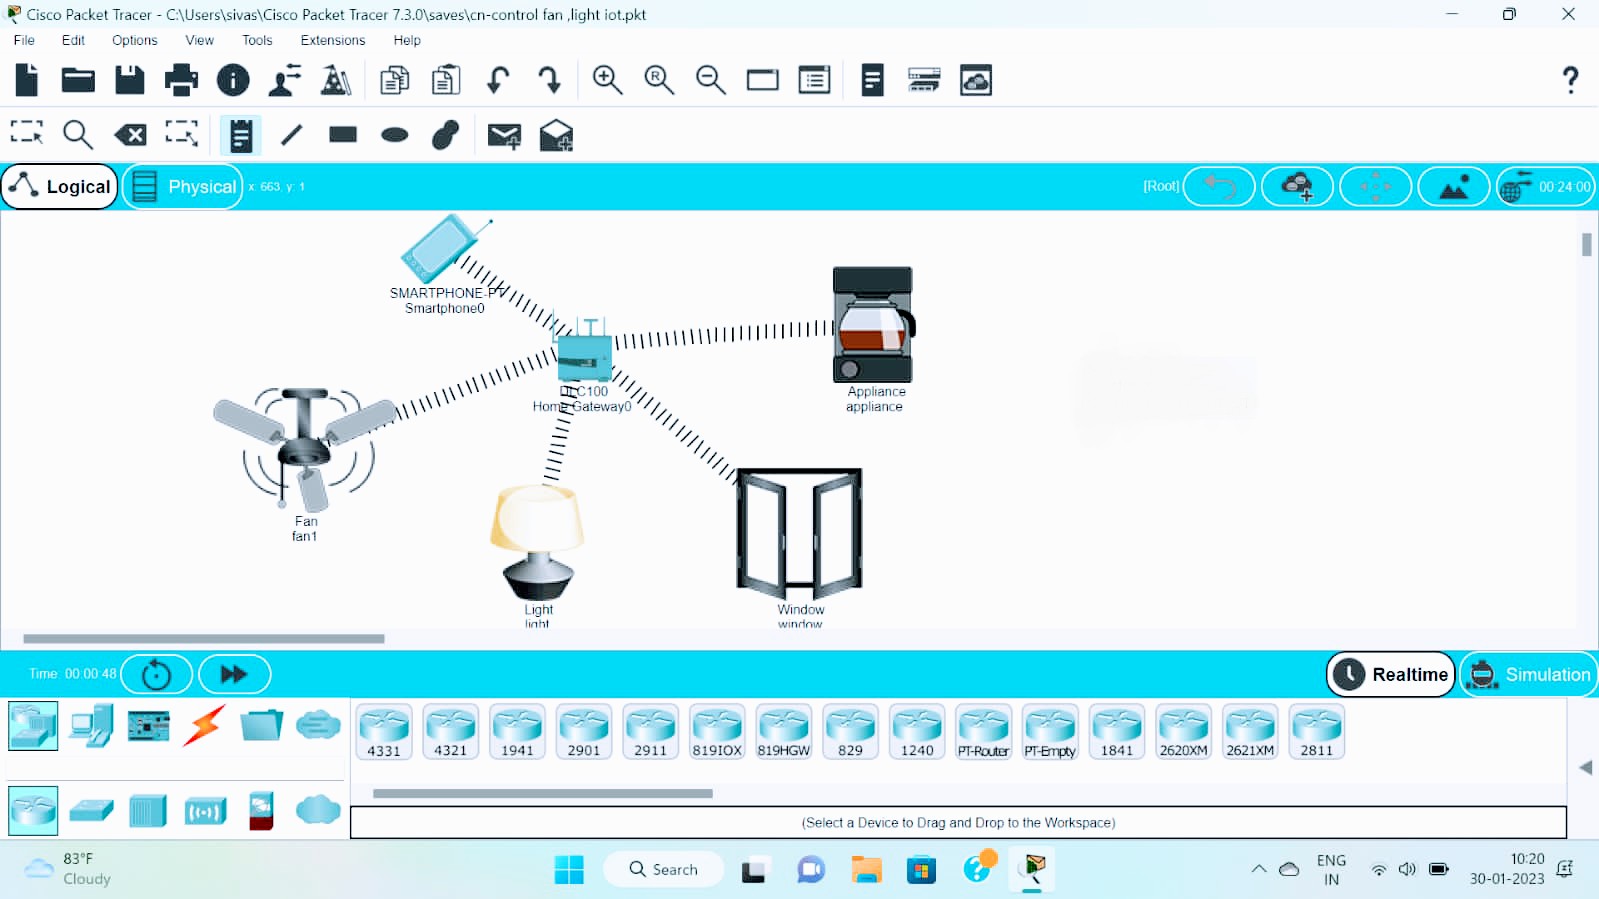 Cisco Packet Tracer - C:\Users\sivas\Cisco Packet Tracer 7.3.0\saves\cn-control fan ,light iot.pkt
File Edit Options View Tools Extensions Help
Logical Physical x: 663, y: 1 [Root] 00:24:00
SMARTPHONE-PT
Smartphone0
DLC100
Home Gateway0
Appliance
appliance
Fan
fan1
Light
light
Window
window
Time: 00:00:48 Realtime Simulation
4331 4321 1941 2901 2911 819IOX 819HGW 829 1240 PT-Router PT-Empty 1841 2620XM 2621XM 2811
(Select a Device to Drag and Drop to the Workspace)
83°F
Cloudy
Search
ENG
IN
10:20
30-01-2023